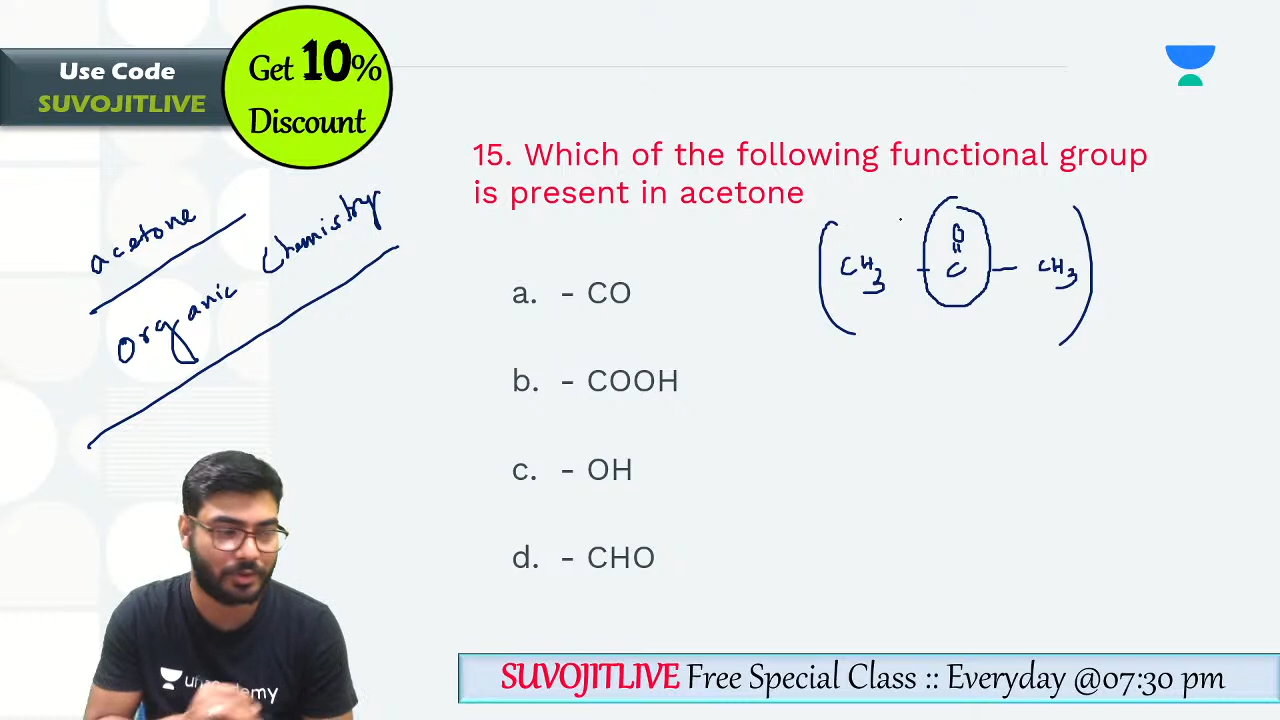 Use Code
SUVOJITLIVE
Get 10%
Discount
15. Which of the following functional group
is present in acetone
acetone
Organic Chemistry
O
CH3 - C - CH3
a. - CO
b. - COOH
c. - OH
d. - CHO
unacademy
SUVOJITLIVE Free Special Class :: Everyday @07:30 pm